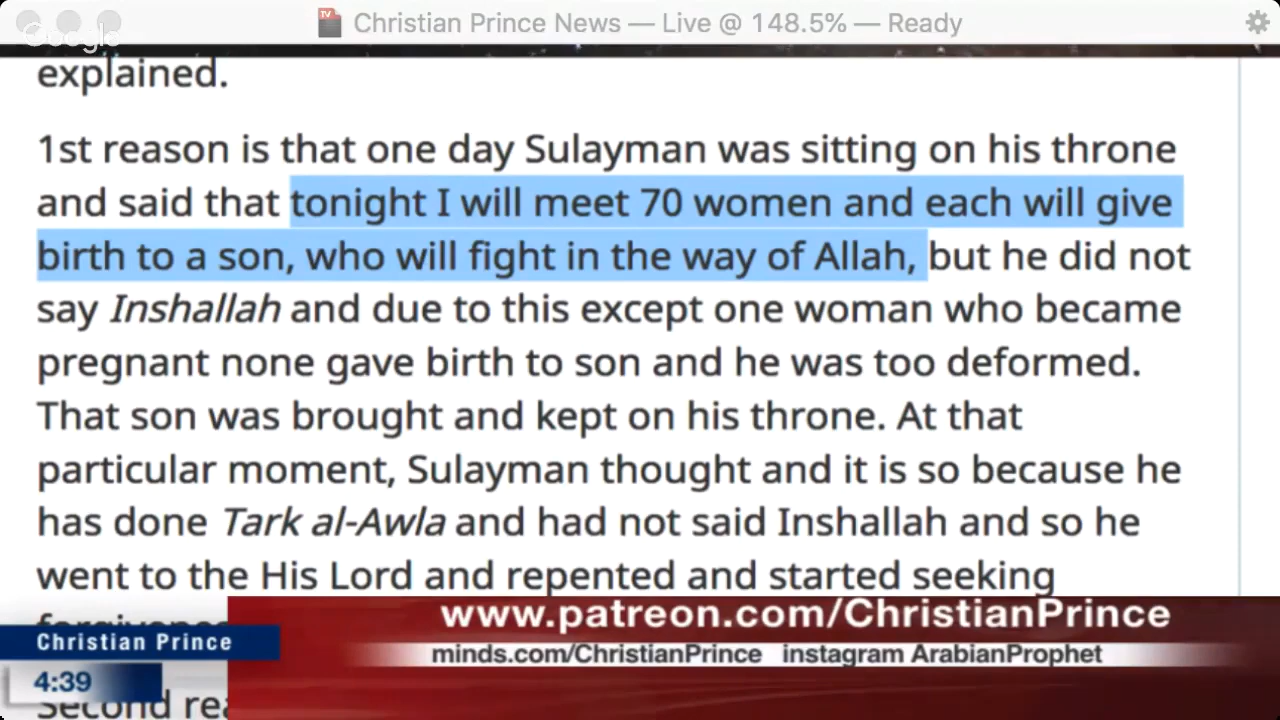 Christian Prince News — Live @ 148.5% — Ready
Google
explained.
1st reason is that one day Sulayman was sitting on his throne
and said that tonight I will meet 70 women and each will give
birth to a son, who will fight in the way of Allah, but he did not
say Inshallah and due to this except one woman who became
pregnant none gave birth to son and he was too deformed.
That son was brought and kept on his throne. At that
particular moment, Sulayman thought and it is so because he
has done Tark al-Awla and had not said Inshallah and so he
went to the His Lord and repented and started seeking
www.patreon.com/ChristianPrince
Christian Prince
minds.com/ChristianPrince instagram ArabianProphet
4:39
Second